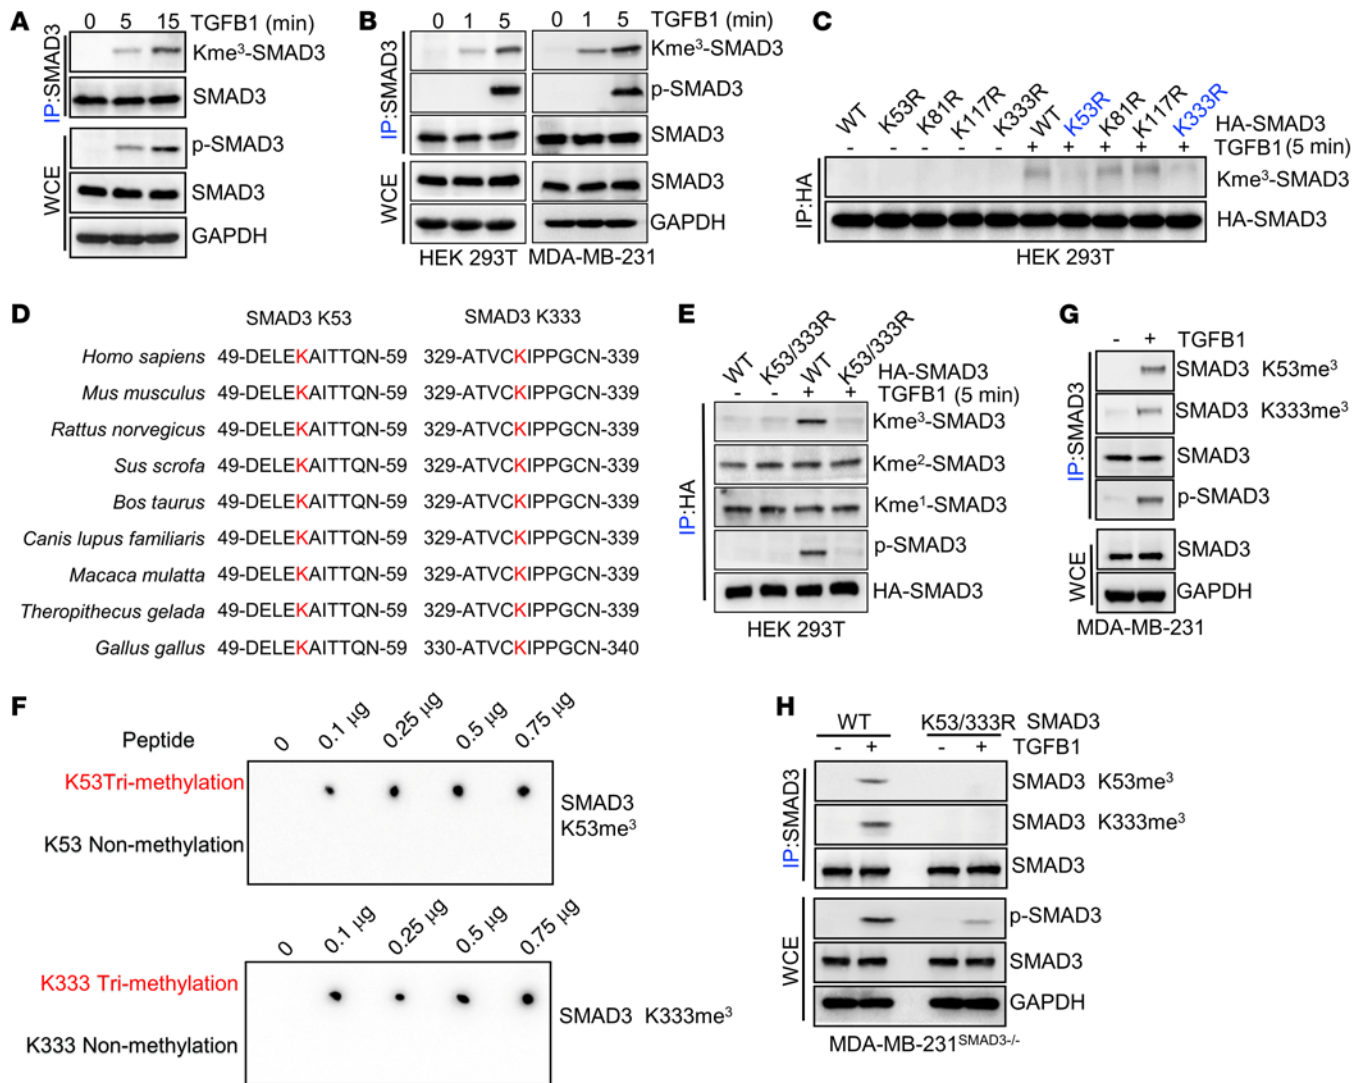 A
0 5 15 TGFB1 (min)
IP:SMAD3
Kme³-SMAD3
SMAD3
WCE
p-SMAD3
SMAD3
GAPDH
B
0 1 5 0 1 5 TGFB1 (min)
IP:SMAD3
Kme³-SMAD3
p-SMAD3
SMAD3
WCE
SMAD3
GAPDH
HEK 293T MDA-MB-231
C
WT K53R K81R K117R K333R WT K53R K81R K117R K333R HA-SMAD3
- - - - - + + + + + TGFB1 (5 min)
IP:HA
Kme³-SMAD3
HA-SMAD3
HEK 293T
D
SMAD3 K53 SMAD3 K333
Homo sapiens 49-DELEKAITTQN-59 329-ATVCKIPPGCN-339
Mus musculus 49-DELEKAITTQN-59 329-ATVCKIPPGCN-339
Rattus norvegicus 49-DELEKAITTQN-59 329-ATVCKIPPGCN-339
Sus scrofa 49-DELEKAITTQN-59 329-ATVCKIPPGCN-339
Bos taurus 49-DELEKAITTQN-59 329-ATVCKIPPGCN-339
Canis lupus familiaris 49-DELEKAITTQN-59 329-ATVCKIPPGCN-339
Macaca mulatta 49-DELEKAITTQN-59 329-ATVCKIPPGCN-339
Theropithecus gelada 49-DELEKAITTQN-59 329-ATVCKIPPGCN-339
Gallus gallus 49-DELEKAITTQN-59 330-ATVCKIPPGCN-340
E
WT K53/333R WT K53/333R HA-SMAD3
- - + + TGFB1 (5 min)
IP:HA
Kme³-SMAD3
Kme²-SMAD3
Kme¹-SMAD3
p-SMAD3
HA-SMAD3
HEK 293T
G
- + TGFB1
IP:SMAD3
SMAD3 K53me³
SMAD3 K333me³
SMAD3
p-SMAD3
WCE
SMAD3
GAPDH
MDA-MB-231
F
Peptide 0 0.1 µg 0.25 µg 0.5 µg 0.75 µg
K53Tri-methylation
K53 Non-methylation
SMAD3
K53me³
0 0.1 µg 0.25 µg 0.5 µg 0.75 µg
K333 Tri-methylation
K333 Non-methylation
SMAD3 K333me³
H
WT K53/333R SMAD3
- + - + TGFB1
IP:SMAD3
SMAD3 K53me³
SMAD3 K333me³
SMAD3
WCE
p-SMAD3
SMAD3
GAPDH
MDA-MB-231SMAD3-/-